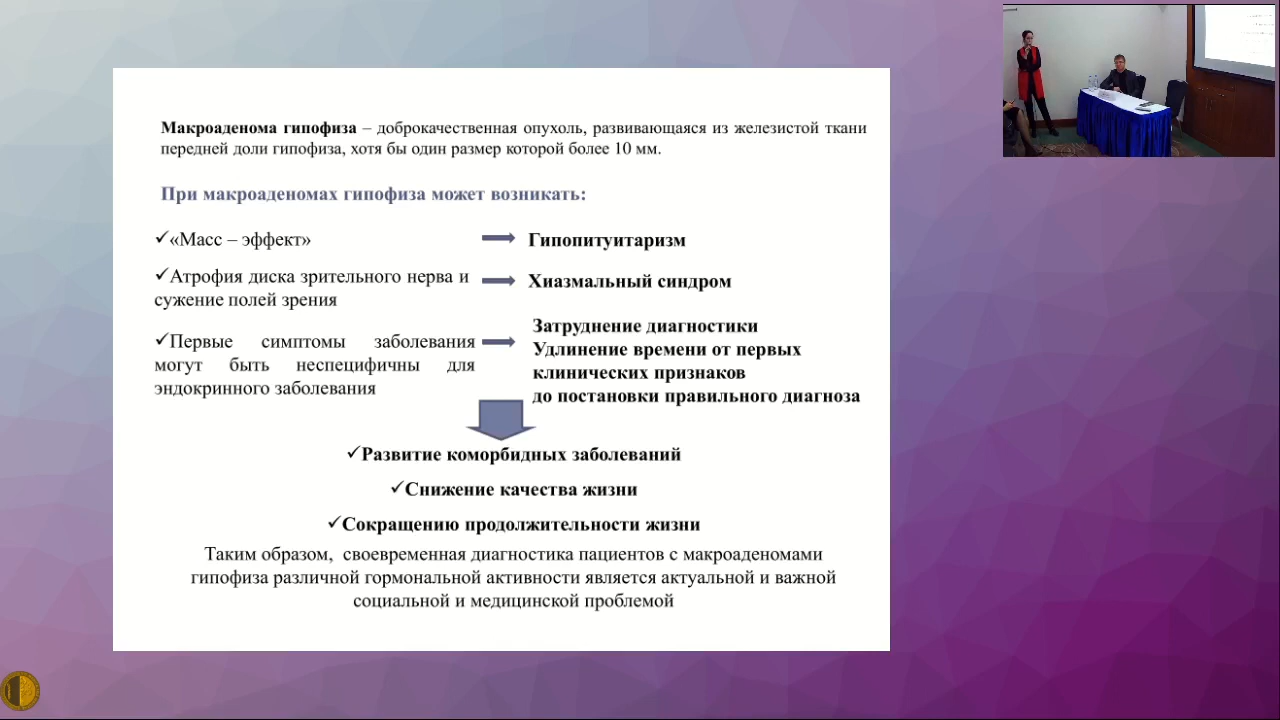 Макроаденома гипофиза – доброкачественная опухоль, развивающаяся из железистой ткани
передней доли гипофиза, хотя бы один размер которой более 10 мм.
При макроаденомах гипофиза может возникать:
✓«Масс – эффект»
Гипопитуитаризм
✓Атрофия диска зрительного нерва и
сужение полей зрения
Хиазмальный синдром
✓Первые симптомы заболевания
могут быть неспецифичны для
эндокринного заболевания
Затруднение диагностики
Удлинение времени от первых
клинических признаков
до постановки правильного диагноза
✓Развитие коморбидных заболеваний
✓Снижение качества жизни
✓Сокращению продолжительности жизни
Таким образом, своевременная диагностика пациентов с макроаденомами
гипофиза различной гормональной активности является актуальной и важной
социальной и медицинской проблемой